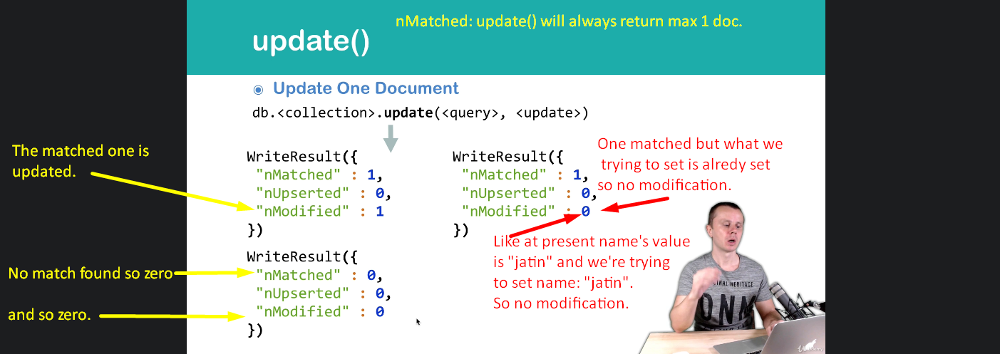 nMatched: update() will always return max 1 doc.
update()
Update One Document
db.<collection>.update(<query>, <update>)
The matched one is
updated.
WriteResult({
"nMatched" : 1,
"nUpserted" : 0,
"nModified" : 1
})
WriteResult({
"nMatched" : 1,
"nUpserted" : 0,
"nModified" : 0
})
One matched but what we
trying to set is alredy set
so no modification.
Like at present name's value
is "jatin" and we're trying
to set name: "jatin".
So no modification.
No match found so zero
and so zero.
WriteResult({
"nMatched" : 0,
"nUpserted" : 0,
"nModified" : 0
})
HERITAGE
DNM